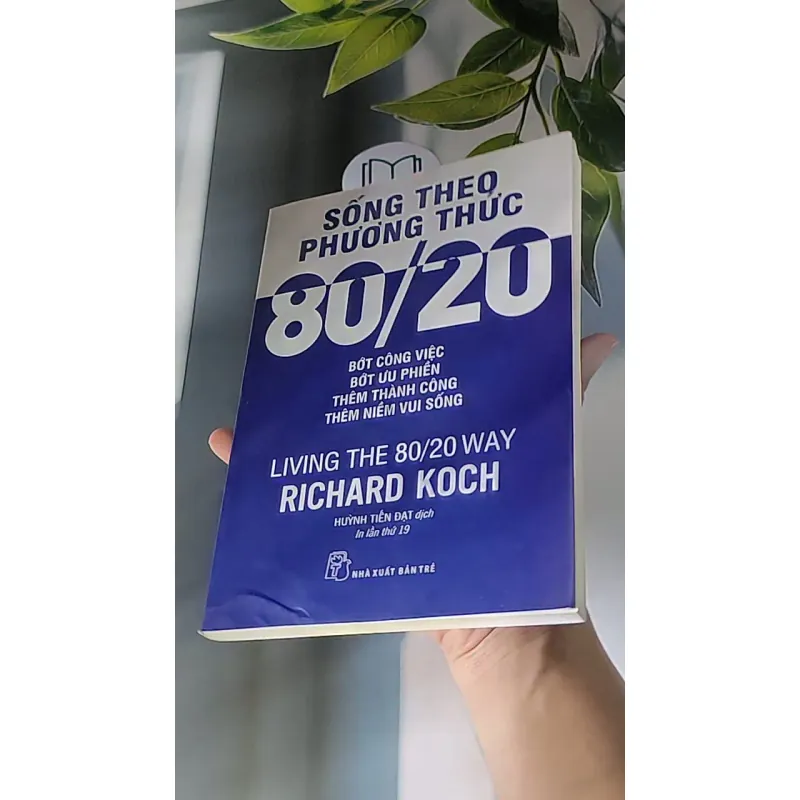 SỐNG THEO
PHƯƠNG THỨC
80/20
BỚT CÔNG VIỆC
BỚT ƯU PHIỀN
THÊM THÀNH CÔNG
THÊM NIỀM VUI SỐNG
LIVING THE 80/20 WAY
RICHARD KOCH
HUỲNH TIẾN ĐẠT dịch
In lần thứ 19
NHÀ XUẤT BẢN TRẺ